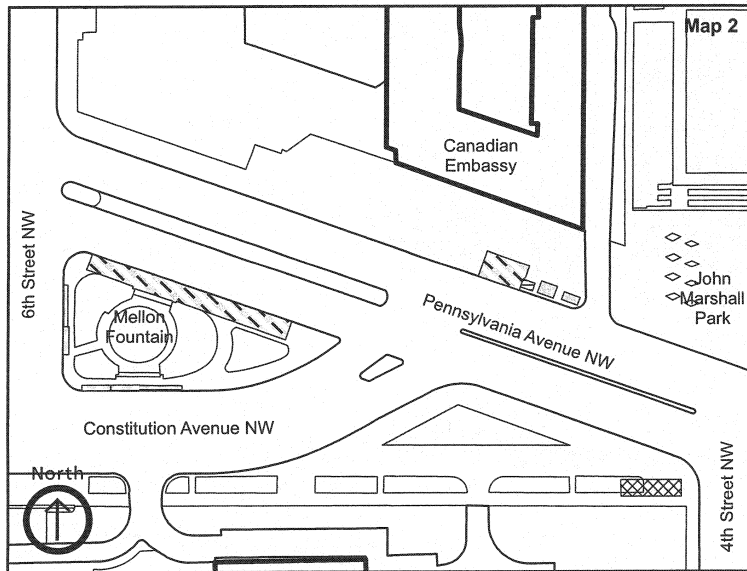 Map 2
Canadian
Embassy
6th Street NW
John
Marshall
Park
Pennsylvania Avenue NW
Mellon
Fountain
Constitution Avenue NW
North
4th Street NW